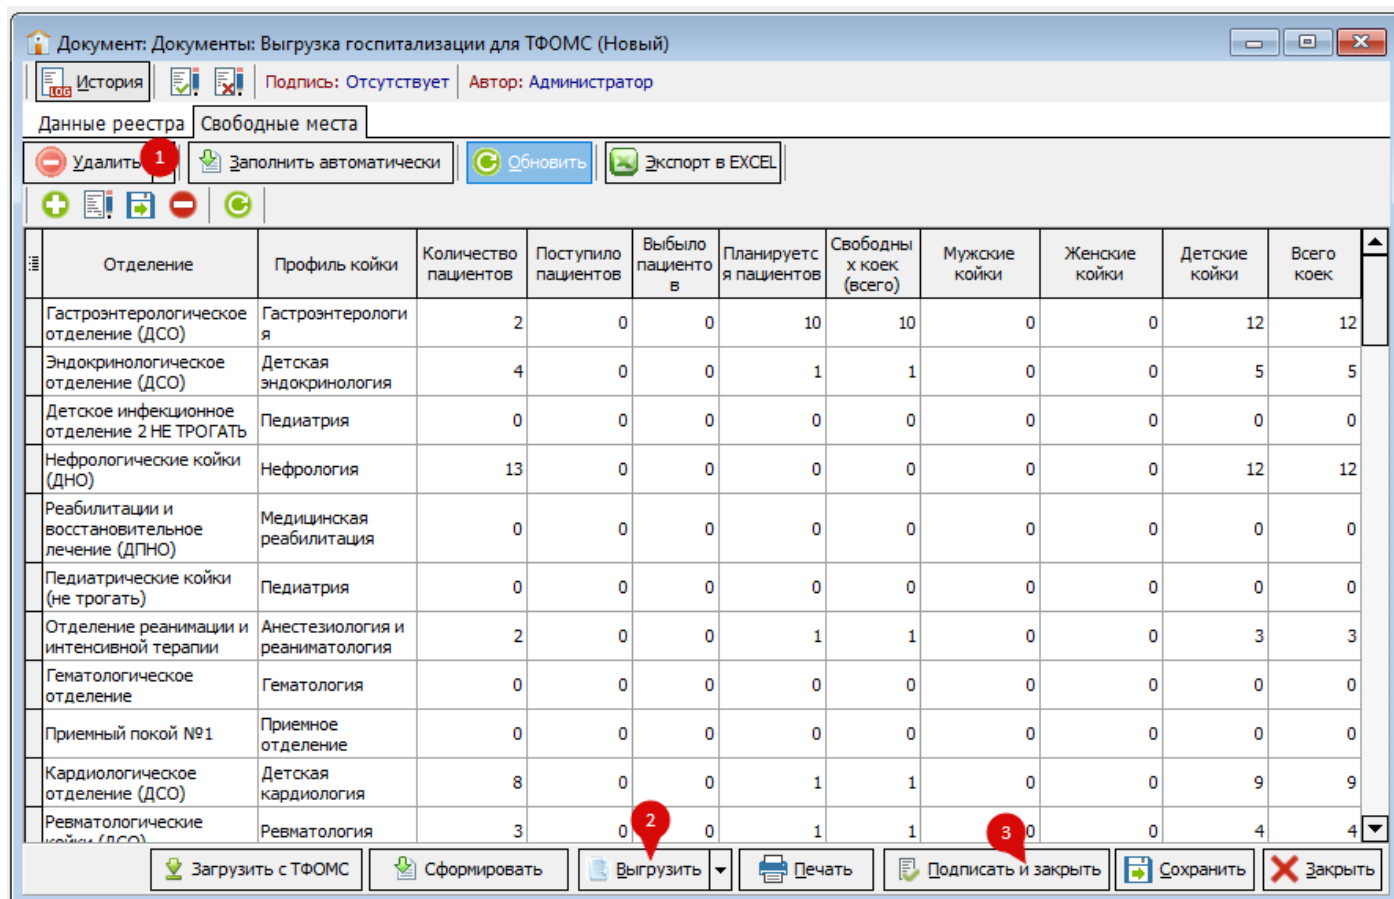 Документ: Документы: Выгрузка госпитализации для ТФОМС (Новый)
LOG История Подпись: Отсутствует Автор: Администратор
Данные реестра Свободные места
Удалить 1 Заполнить автоматически Обновить Экспорт в EXCEL
Отделение Профиль койки Количество пациентов Поступило пациентов Выбыло пациенто в Планируетс я пациентов Свободны х коек (всего) Мужские койки Женские койки Детские койки Всего коек
Гастроэнтерологическое отделение (ДСО) Гастроэнтерологи я 2 0 0 10 10 0 0 12 12
Эндокринологическое отделение (ДСО) Детская эндокринология 4 0 0 1 1 0 0 5 5
Детское инфекционное отделение 2 НЕ ТРОГАТЬ Педиатрия 0 0 0 0 0 0 0 0 0
Нефрологические койки (ДНО) Нефрология 13 0 0 0 0 0 0 12 12
Реабилитации и восстановительное лечение (ДПНО) Медицинская реабилитация 0 0 0 0 0 0 0 0 0
Педиатрические койки (не трогать) Педиатрия 0 0 0 0 0 0 0 0 0
Отделение реанимации и интенсивной терапии Анестезиология и реаниматология 2 0 0 1 1 0 0 3 3
Гематологическое отделение Гематология 0 0 0 0 0 0 0 0 0
Приемный покой №1 Приемное отделение 0 0 0 0 0 0 0 0 0
Кардиологическое отделение (ДСО) Детская кардиология 8 0 0 1 1 0 0 9 9
Ревматологические койки (ДСО) Ревматология 3 0 0 1 1 0 0 4 4
2 3
Загрузить с ТФОМС Сформировать Выгрузить Печать Подписать и закрыть Сохранить Закрыть